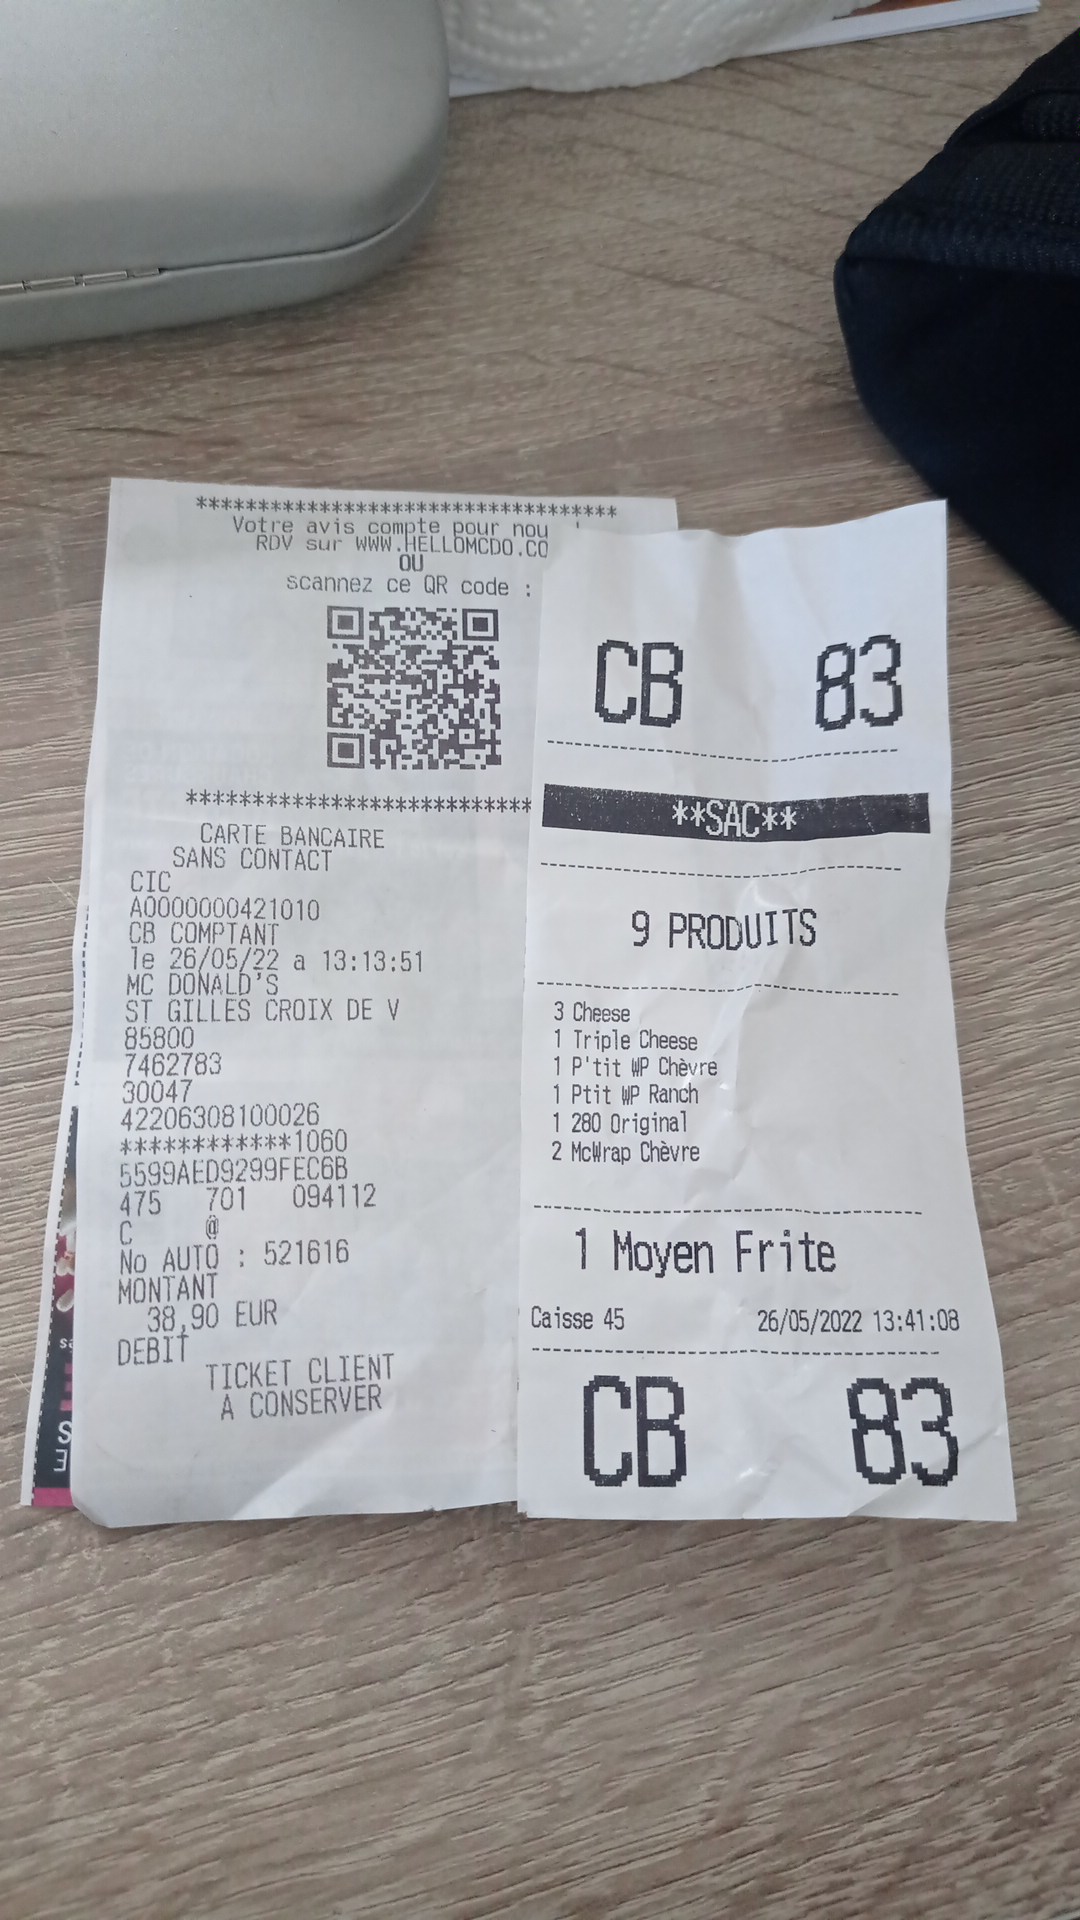 *********************************
Votre avis compte pour nou
RDV sur WWW.HELLOMCDO.CO
OU
scannez ce QR code :
***************************
CARTE BANCAIRE
SANS CONTACT
CIC
A0000000421010
CB COMPTANT
le 26/05/22 a 13:13:51
MC DONALD'S
ST GILLES CROIX DE V
85800
7462783
30047
42206308100026
************1060
5599AED9299FEC6B
475 701 094112
C @
No AUTO : 521616
MONTANT
38,90 EUR
DEBIT
TICKET CLIENT
A CONSERVER
CB 83
**SAC**
9 PRODUITS
3 Cheese
1 Triple Cheese
1 P'tit WP Chèvre
1 Ptit WP Ranch
1 280 Original
2 McWrap Chèvre
1 Moyen Frite
Caisse 45 26/05/2022 13:41:08
CB 83